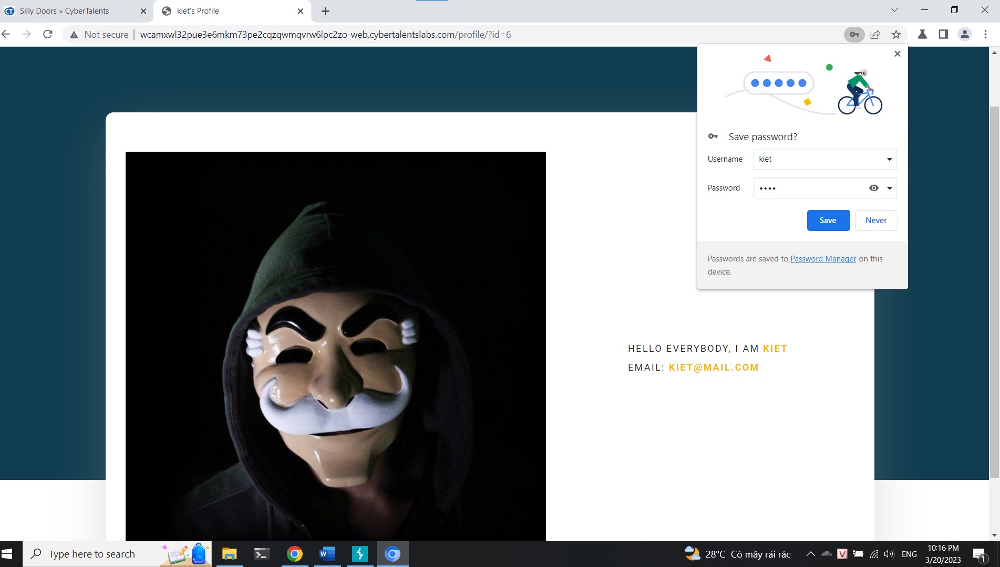 Silly Doors » CyberTalents
kiet's Profile
Not secure
wcamxwl32pue3e6mkm73pe2cqzqwmqvrw6lpc2zo-web.cybertalentslabs.com/profile/?id=6
Save password?
Username
kiet
Password
••••
Save
Never
Passwords are saved to Password Manager on this
device.
HELLO EVERYBODY, I AM KIET
EMAIL: KIET@MAIL.COM
Type here to search
28°C Có mây rải rác
ENG
10:16 PM
3/20/2023
1